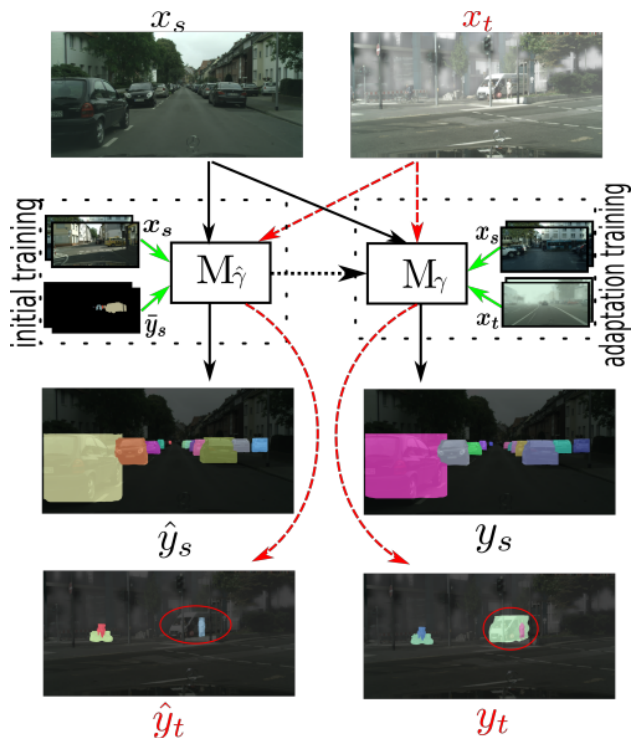 x_s
x_t
initial training
x_s
ȳ_s
M_γ̂
M_γ
x_s
x_t
adaptation training
ŷ_s
y_s
ŷ_t
y_t